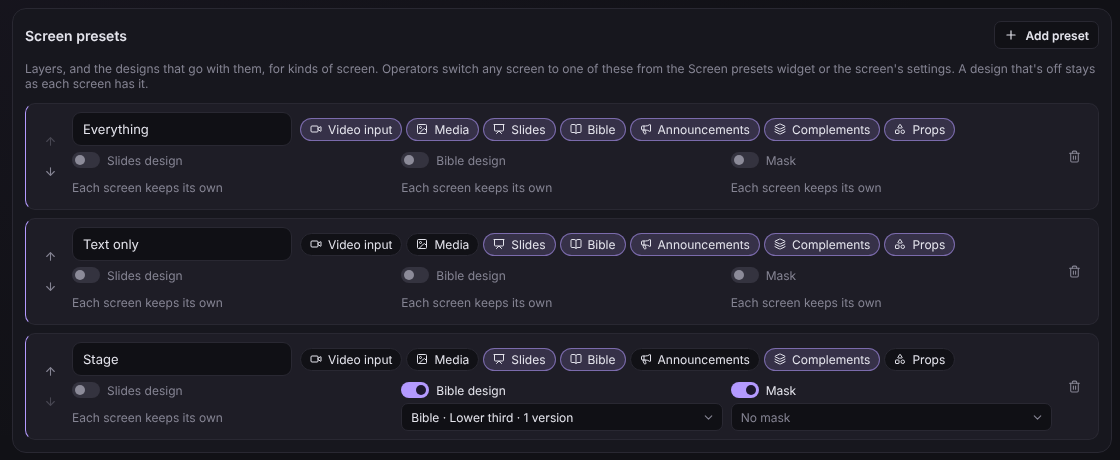 Screen presets
Add preset
Layers, and the designs that go with them, for kinds of screen. Operators switch any screen to one of these from the Screen presets widget or the screen's settings. A design that's off stays
as each screen has it.
Everything Video input Media Slides Bible Announcements Complements Props
Slides design Bible design Mask
Each screen keeps its own Each screen keeps its own Each screen keeps its own
Text only Video input Media Slides Bible Announcements Complements Props
Slides design Bible design Mask
Each screen keeps its own Each screen keeps its own Each screen keeps its own
Stage Video input Media Slides Bible Announcements Complements Props
Slides design Bible design Mask
Each screen keeps its own Bible · Lower third · 1 version No mask